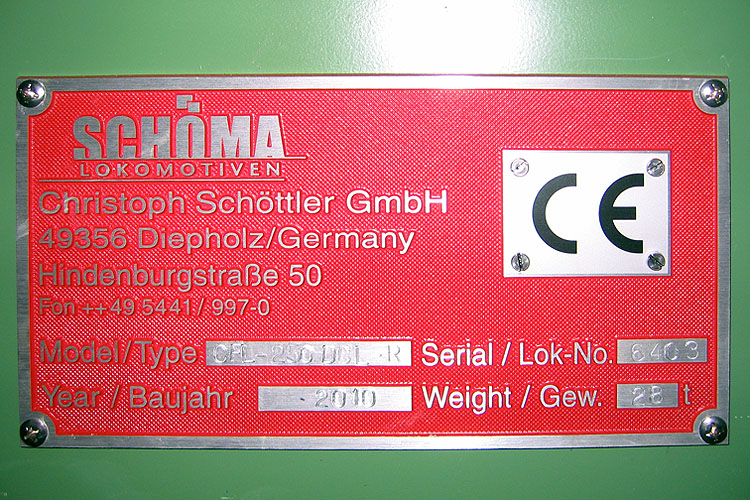 SCHÖMA
LOKOMOTIVEN
Christoph Schöttler GmbH
49356 Diepholz/Germany
Hindenburgstraße 50
Fon ++49 5441 / 997-0
CE
Model/Type
Serial / Lok-No. 6403
Year / Baujahr 2010
Weight / Gew. 28 t